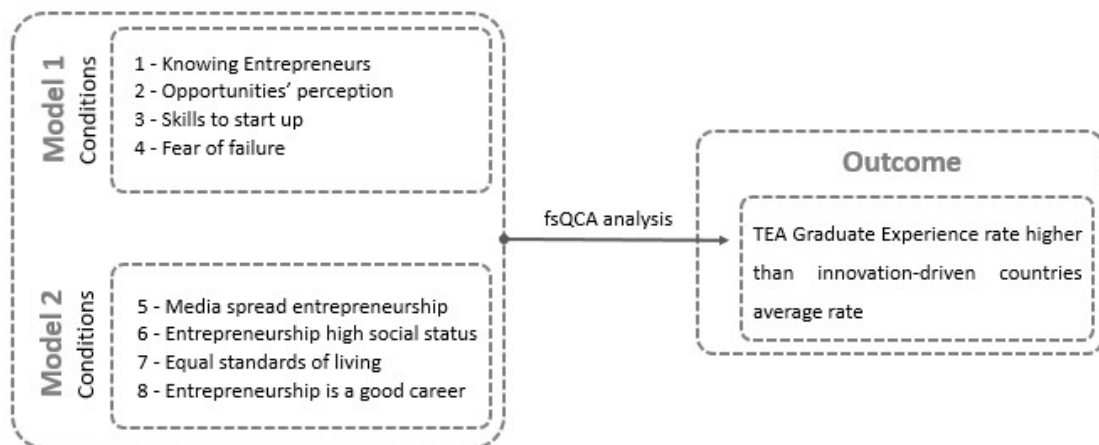 Model 1
Conditions
1 - Knowing Entrepreneurs
2 - Opportunities’ perception
3 - Skills to start up
4 - Fear of failure
Model 2
Conditions
5 - Media spread entrepreneurship
6 - Entrepreneurship high social status
7 - Equal standards of living
8 - Entrepreneurship is a good career
fsQCA analysis
Outcome
TEA Graduate Experience rate higher
than innovation-driven countries
average rate